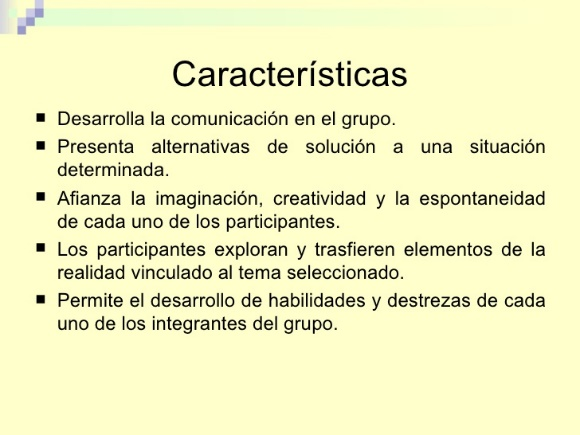 Características
Desarrolla la comunicación en el grupo.
Presenta alternativas de solución a una situación
determinada.
Afianza la imaginación, creatividad y la espontaneidad
de cada uno de los participantes.
Los participantes exploran y trasfieren elementos de la
realidad vinculado al tema seleccionado.
Permite el desarrollo de habilidades y destrezas de cada
uno de los integrantes del grupo.